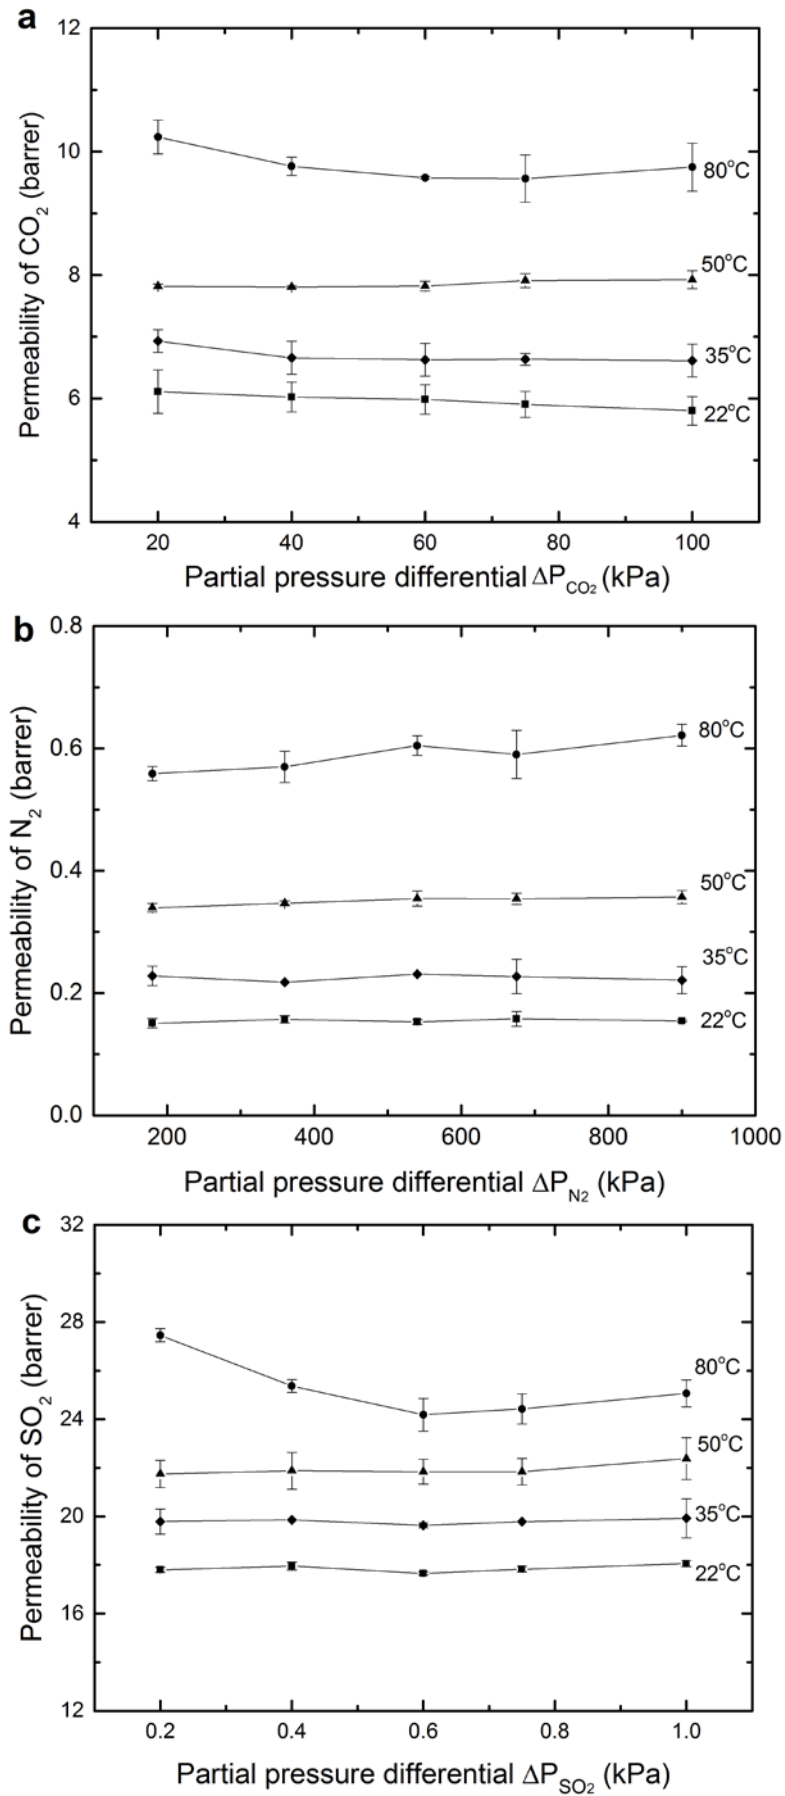 a
12
10
8
6
4
Permeability of CO₂ (barrer)
80°C
50°C
35°C
22°C
20 40 60 80 100
Partial pressure differential ΔP_CO₂ (kPa)
b
0.8
0.6
0.4
0.2
0.0
Permeability of N₂ (barrer)
80°C
50°C
35°C
22°C
200 400 600 800 1000
Partial pressure differential ΔP_N2 (kPa)
c
32
28
24
20
16
12
Permeability of SO₂ (barrer)
80°C
50°C
35°C
22°C
0.2 0.4 0.6 0.8 1.0
Partial pressure differential ΔP_SO₂ (kPa)